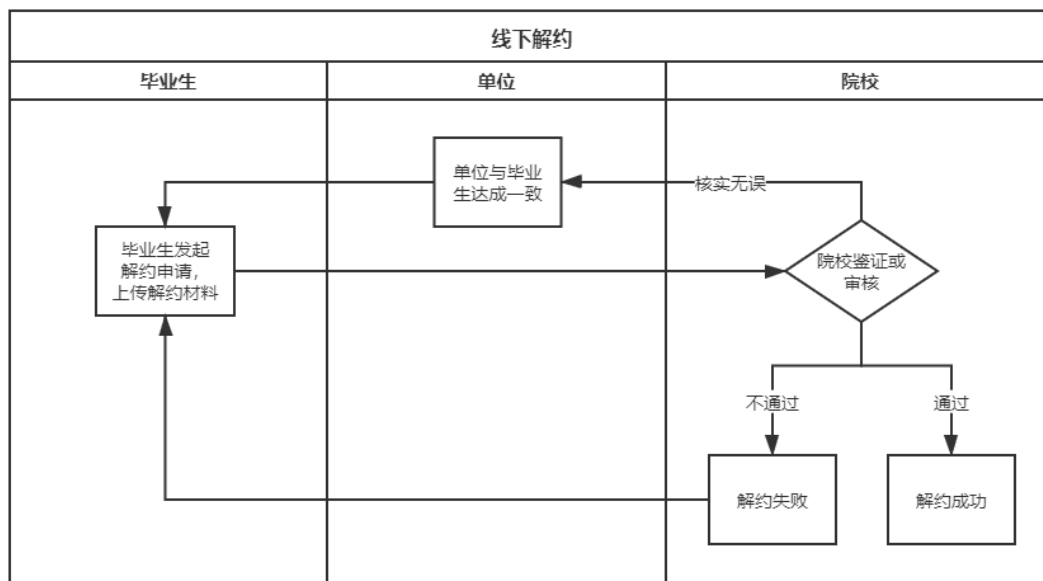 线下解约
毕业生
单位
院校
单位与毕业
生达成一致
核实无误
毕业生发起
解约申请，
上传解约材料
院校鉴证或
审核
不通过
通过
解约失败
解约成功